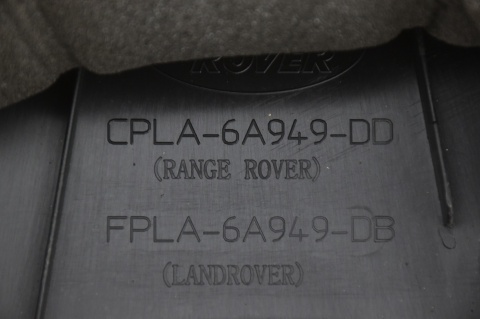 ROVER
CPLA-6A949-DD
(RANGE ROVER)
FPLA-6A949-DB
(LANDROVER)